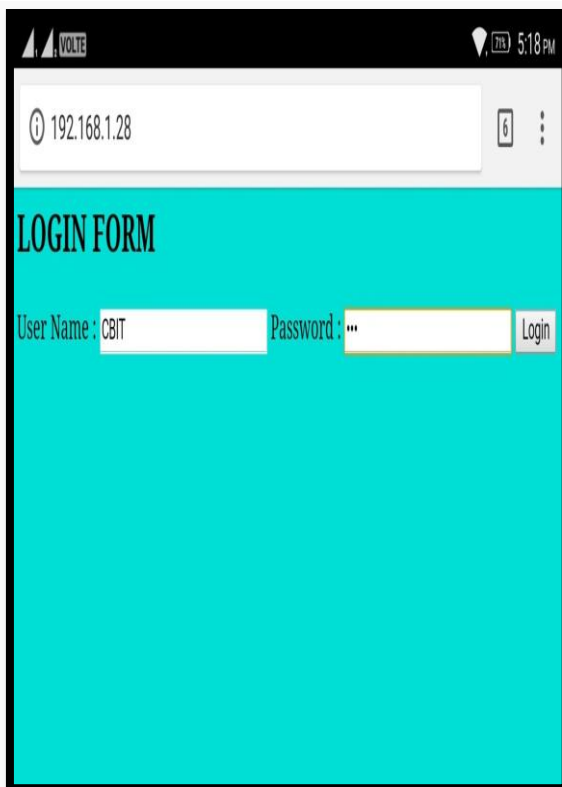 VOLTE 71% 5:18 PM
192.168.1.28 6
LOGIN FORM
User Name : CBIT Password : ••• Login